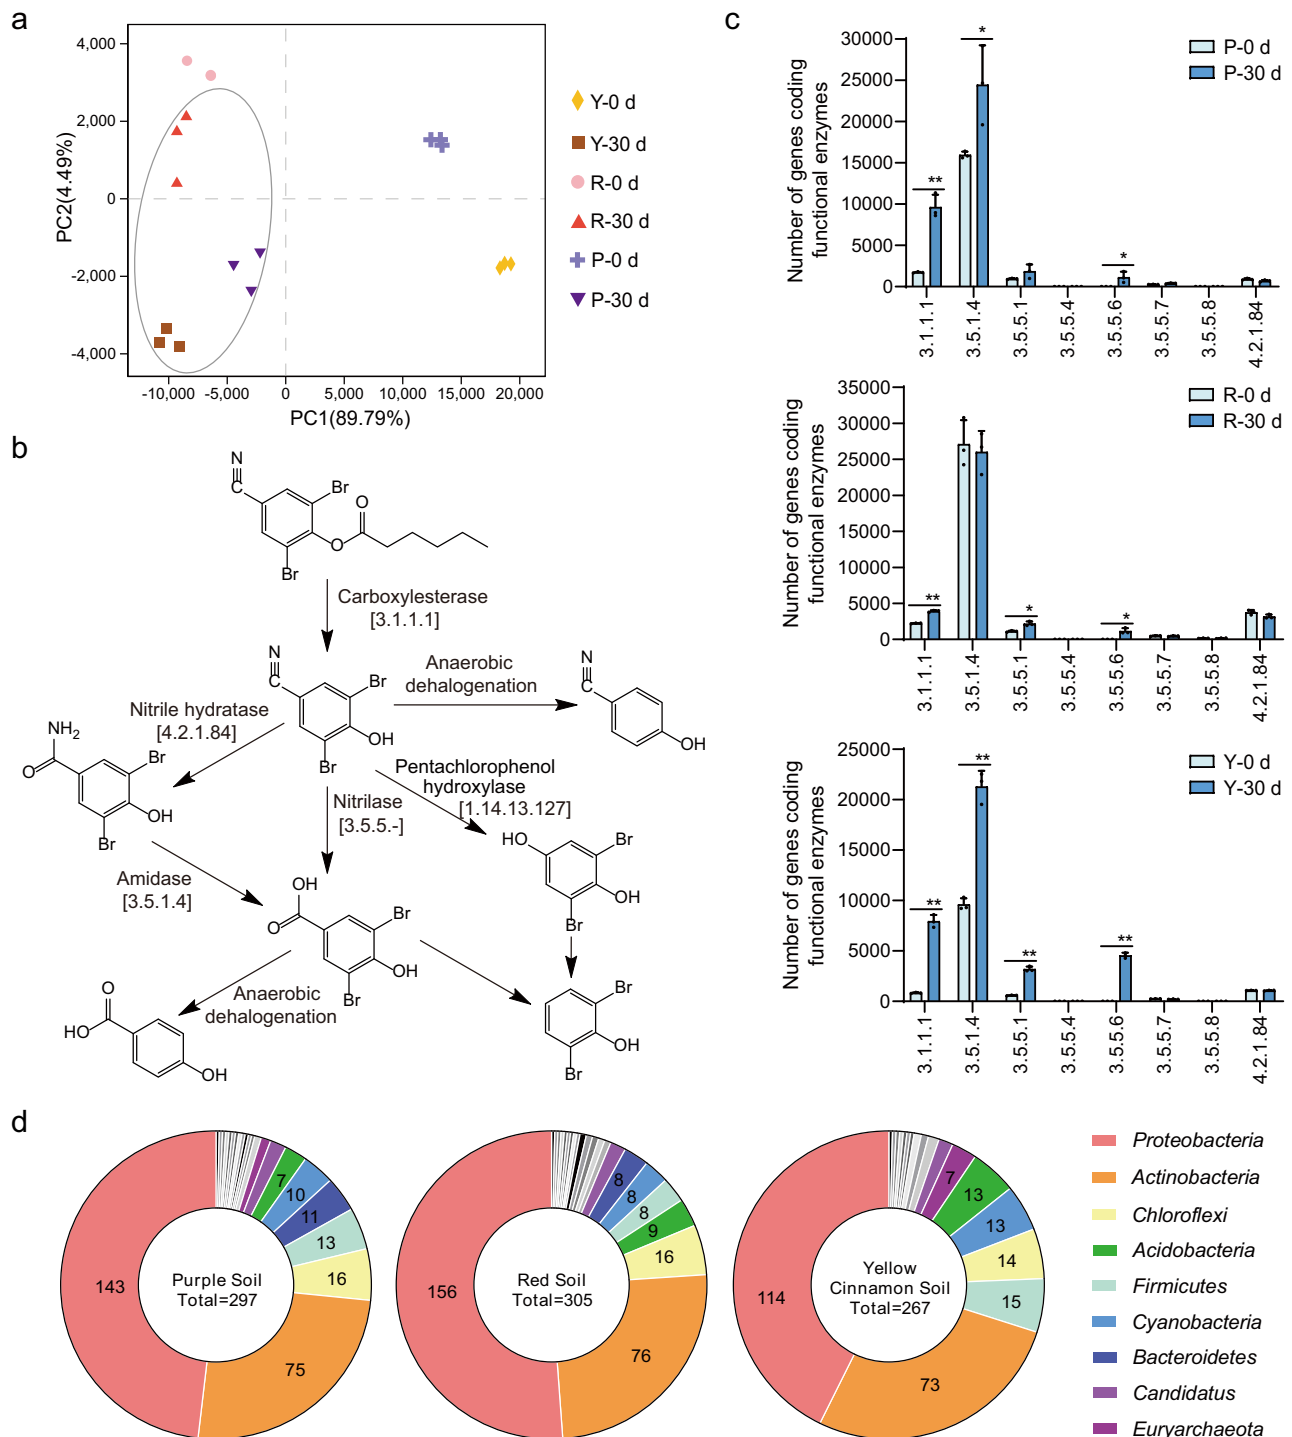 a
4,000
2,000
0
-2,000
-4,000
PC2(4.49%)
-10,000
-5,000
0
5,000
10,000
15,000
20,000
PC1(89.79%)
Y-0 d
Y-30 d
R-0 d
R-30 d
P-0 d
P-30 d
b
N
C
Br
O
O
Br
Carboxylesterase
[3.1.1.1]
N
C
Br
OH
Br
Anaerobic
dehalogenation
N
C
OH
Nitrile hydratase
[4.2.1.84]
NH2
O
Br
OH
Br
Nitrilase
[3.5.5.-]
Pentachlorophenol
hydroxylase
[1.14.13.127]
HO
Br
OH
Br
Amidase
[3.5.1.4]
OH
O
Br
OH
Br
Anaerobic
dehalogenation
O
HO
OH
Br
OH
Br
c
Number of genes coding
functional enzymes
30000
25000
20000
15000
10000
5000
0
**
*
*
P-0 d
P-30 d
3.1.1.1
3.5.1.4
3.5.5.1
3.5.5.4
3.5.5.6
3.5.5.7
3.5.5.8
4.2.1.84
Number of genes coding
functional enzymes
35000
30000
25000
20000
15000
10000
5000
0
**
*
*
R-0 d
R-30 d
3.1.1.1
3.5.1.4
3.5.5.1
3.5.5.4
3.5.5.6
3.5.5.7
3.5.5.8
4.2.1.84
Number of genes coding
functional enzymes
25000
20000
15000
10000
5000
0
**
**
**
**
Y-0 d
Y-30 d
3.1.1.1
3.5.1.4
3.5.5.1
3.5.5.4
3.5.5.6
3.5.5.7
3.5.5.8
4.2.1.84
d
7
10
11
13
16
75
143
Purple Soil
Total=297
8
8
8
9
16
76
156
Red Soil
Total=305
7
13
13
14
15
73
114
Yellow
Cinnamon Soil
Total=267
Proteobacteria
Actinobacteria
Chloroflexi
Acidobacteria
Firmicutes
Cyanobacteria
Bacteroidetes
Candidatus
Euryarchaeota